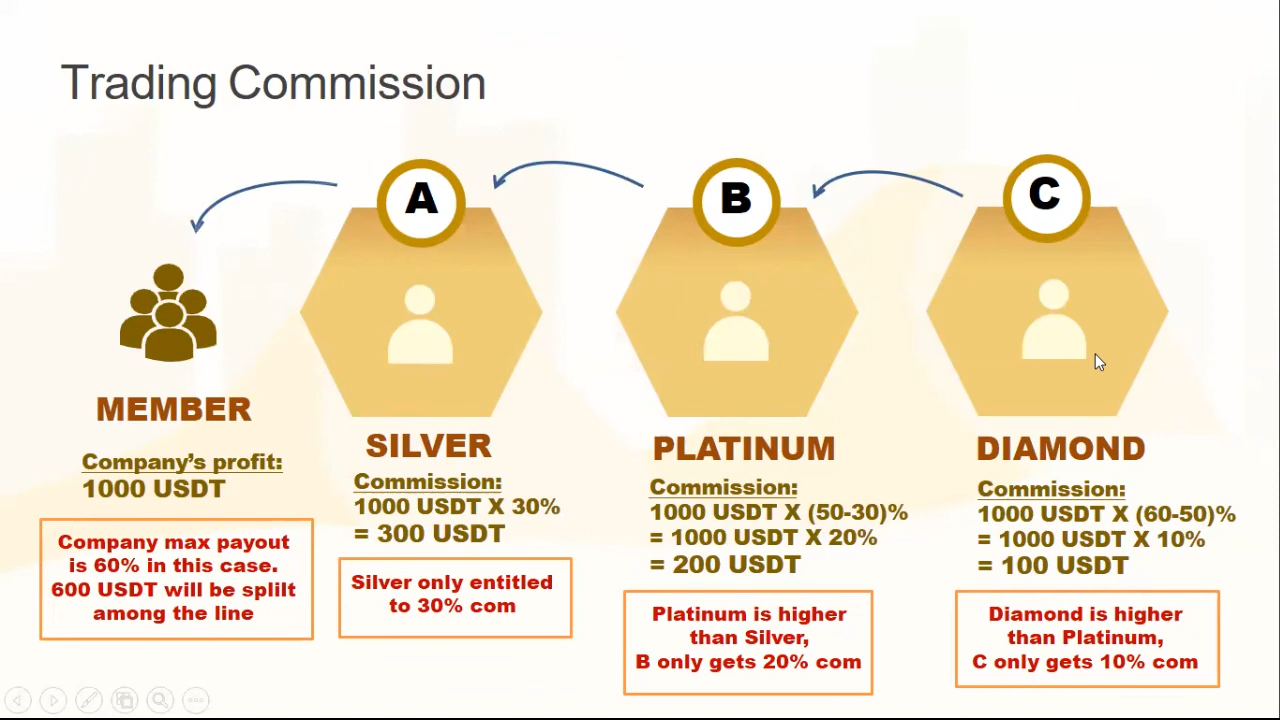 Trading Commission
A
B
C
MEMBER
Company's profit:
1000 USDT
Company max payout
is 60% in this case.
600 USDT will be splilt
among the line
SILVER
Commission:
1000 USDT X 30%
= 300 USDT
Silver only entitled
to 30% com
PLATINUM
Commission:
1000 USDT X (50-30)%
= 1000 USDT X 20%
= 200 USDT
Platinum is higher
than Silver,
B only gets 20% com
DIAMOND
Commission:
1000 USDT X (60-50)%
= 1000 USDT X 10%
= 100 USDT
Diamond is higher
than Platinum,
C only gets 10% com